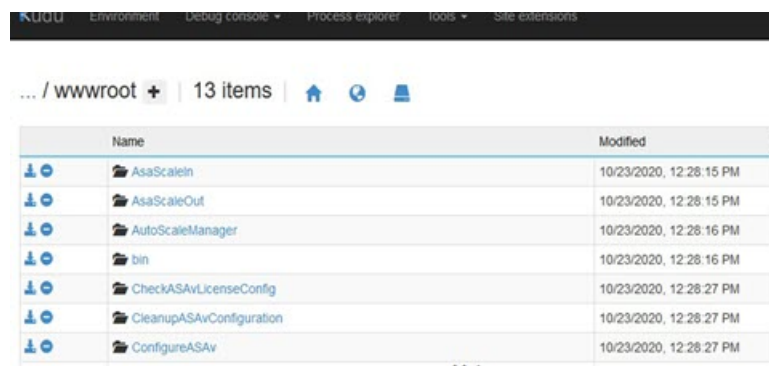 Kudu Environment Debug console Process explorer Tools Site extensions
... / wwwroot + 13 items
Name Modified
AsaScaleIn 10/23/2020, 12:28:15 PM
AsaScaleOut 10/23/2020, 12:28:15 PM
AutoScaleManager 10/23/2020, 12:28:16 PM
bin 10/23/2020, 12:28:16 PM
CheckASAvLicenseConfig 10/23/2020, 12:28:27 PM
CleanupASAvConfiguration 10/23/2020, 12:28:27 PM
ConfigureASAv 10/23/2020, 12:28:27 PM